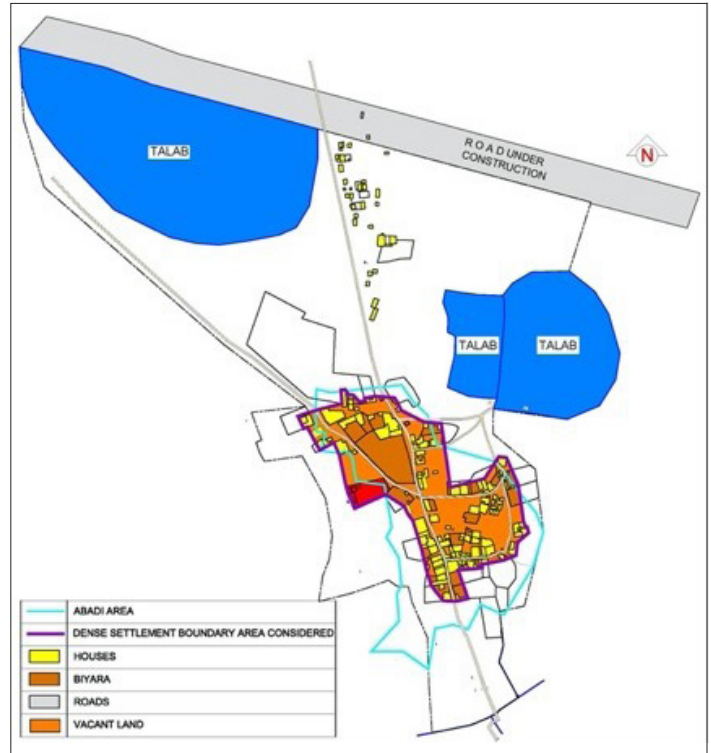 TALAB
ROAD UNDER
CONSTRUCTION
N
TALAB
TALAB
ABADI AREA
DENSE SETTLEMENT BOUNDARY AREA CONSIDERED
HOUSES
BIYARA
ROADS
VACANT LAND